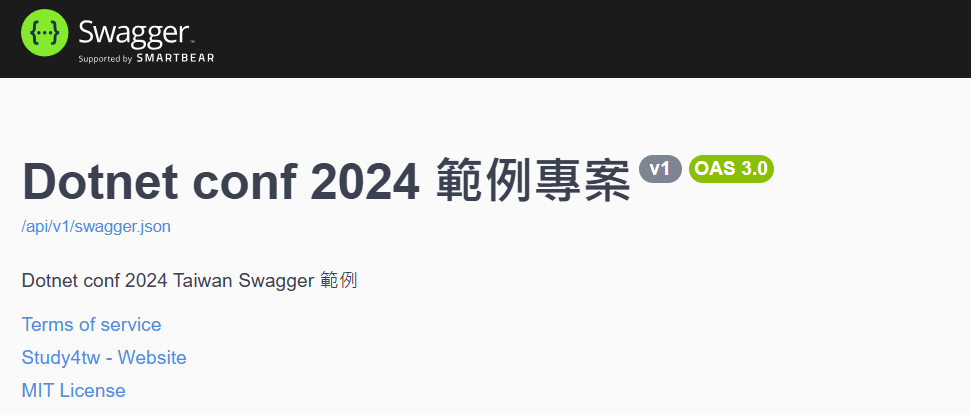 {···} Swagger™
Supported by SMARTBEAR
Dotnet conf 2024 範例專案 v1 OAS 3.0
/api/v1/swagger.json
Dotnet conf 2024 Taiwan Swagger 範例
Terms of service
Study4tw - Website
MIT License